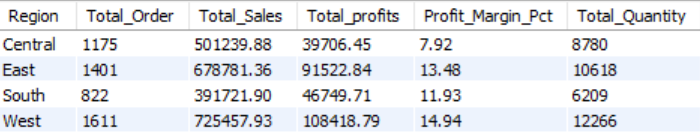 Region Total_Order Total_Sales Total_profits Profit_Margin_Pct Total_Quantity
Central 1175 501239.88 39706.45 7.92 8780
East 1401 678781.36 91522.84 13.48 10618
South 822 391721.90 46749.71 11.93 6209
West 1611 725457.93 108418.79 14.94 12266